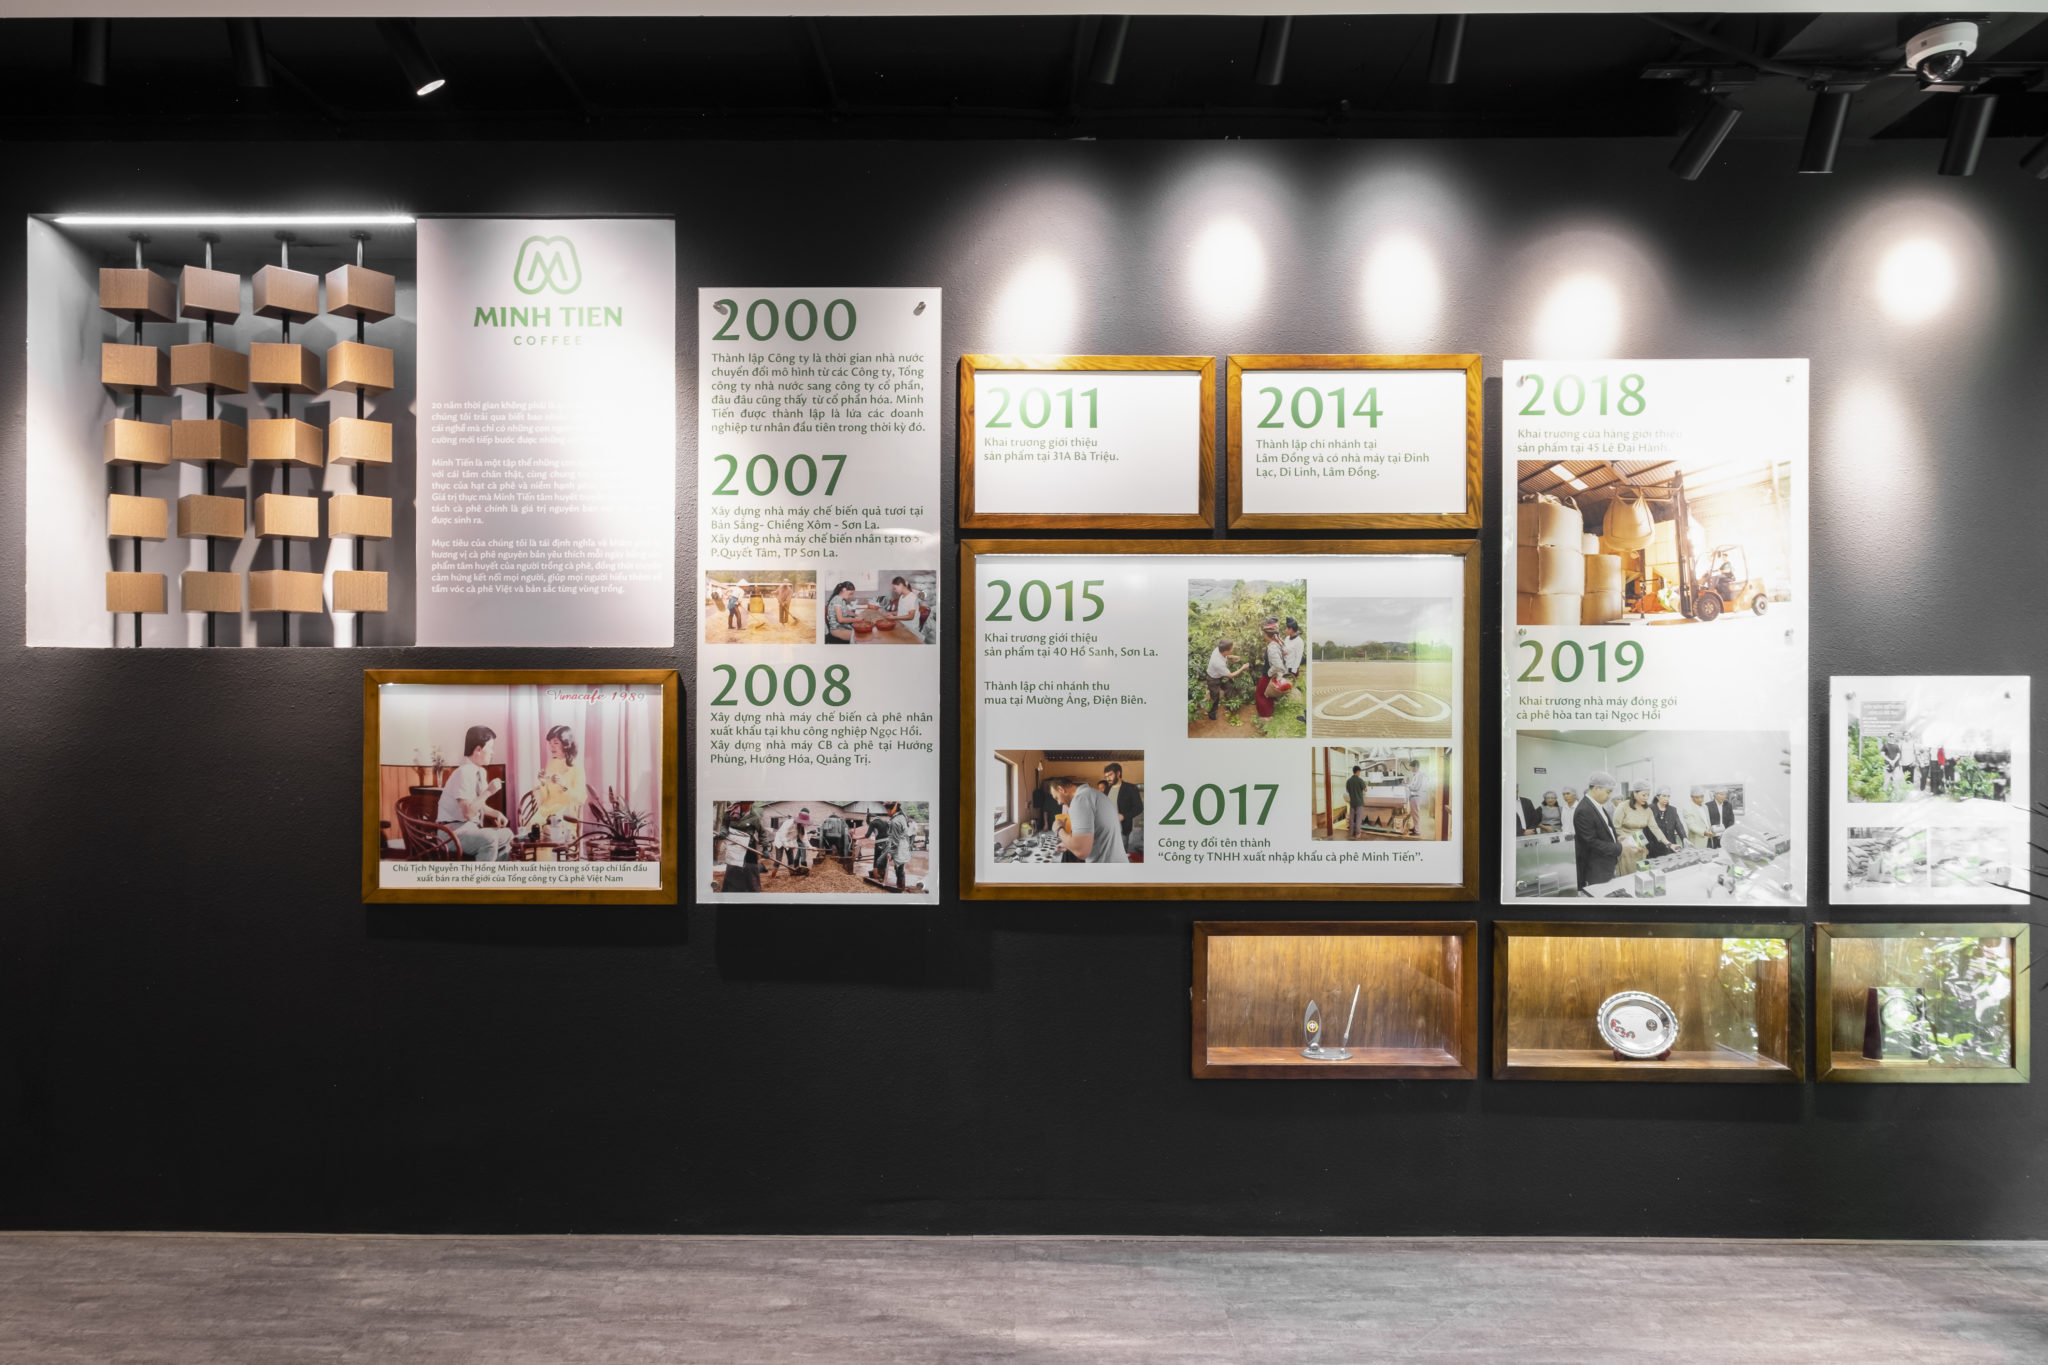 MINH TIEN
COFFEE
20 năm thời gian không phải là
chúng tôi trải qua biết bao
cái nghề mà chỉ có những con
cường mới tiếp bước được những
Minh Tiến là một tập thể những con
với cái tâm chân thật, cùng chung
thực của hạt cà phê và niềm hạnh
Giá trị thực mà Minh Tiến tâm huyết
tách cà phê chính là giá trị nguyên bản
được sinh ra.
Mục tiêu của chúng tôi là tái định nghĩa và
hương vị cà phê nguyên bản yêu thích mỗi ngày
phẩm tâm huyết của người trồng cà phê, đồng thời
cảm hứng kết nối mọi người, giúp mọi người hiểu thêm về
tầm vóc cà phê Việt và bản sắc từng vùng trồng.
Vinacafe 1989
Chủ Tịch Nguyễn Thị Hồng Minh xuất hiện trong số tạp chí lần đầu
xuất bản ra thế giới của Tổng công ty Cà phê Việt Nam
2000
Thành lập Công ty là thời gian nhà nước
chuyển đổi mô hình từ các Công ty, Tổng
công ty nhà nước sang công ty cổ phần,
đâu đâu cũng thấy từ cổ phần hóa. Minh
Tiến được thành lập là lứa các doanh
nghiệp tư nhân đầu tiên trong thời kỳ đó.
2007
Xây dựng nhà máy chế biến quả tươi tại
Bản Sẳng- Chiềng Xôm - Sơn La.
Xây dựng nhà máy chế biến nhân tại tổ 5,
P.Quyết Tâm, TP Sơn La.
2008
Xây dựng nhà máy chế biến cà phê nhân
xuất khẩu tại khu công nghiệp Ngọc Hồi.
Xây dựng nhà máy CB cà phê tại Hướng
Phùng, Hướng Hóa, Quảng Trị.
2011
Khai trương giới thiệu
sản phẩm tại 31A Bà Triệu.
2014
Thành lập chi nhánh tại
Lâm Đồng và có nhà máy tại Đinh
Lạc, Di Linh, Lâm Đồng.
2015
Khai trương giới thiệu
sản phẩm tại 40 Hồ Sanh, Sơn La.
Thành lập chi nhánh thu
mua tại Mường Ảng, Điện Biên.
2017
Công ty đổi tên thành
“Công ty TNHH xuất nhập khẩu cà phê Minh Tiến”.
2018
Khai trương cửa hàng giới thiệu
sản phẩm tại 45 Lê Đại Hành.
2019
Khai trương nhà máy đóng gói
cà phê hòa tan tại Ngọc Hồi